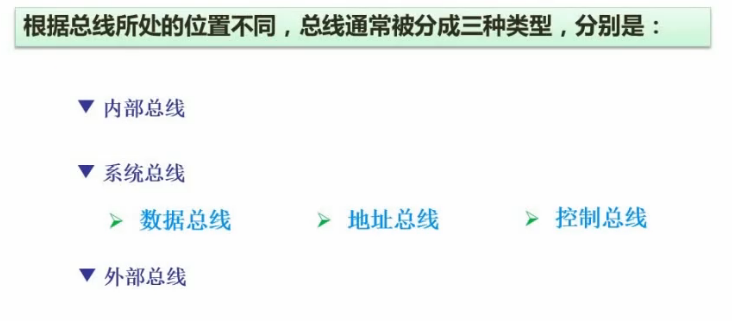 根据总线所处的位置不同，总线通常被分成三种类型，分别是：
▼ 内部总线
▼ 系统总线
➢ 数据总线 ➢ 地址总线 ➢ 控制总线
▼ 外部总线